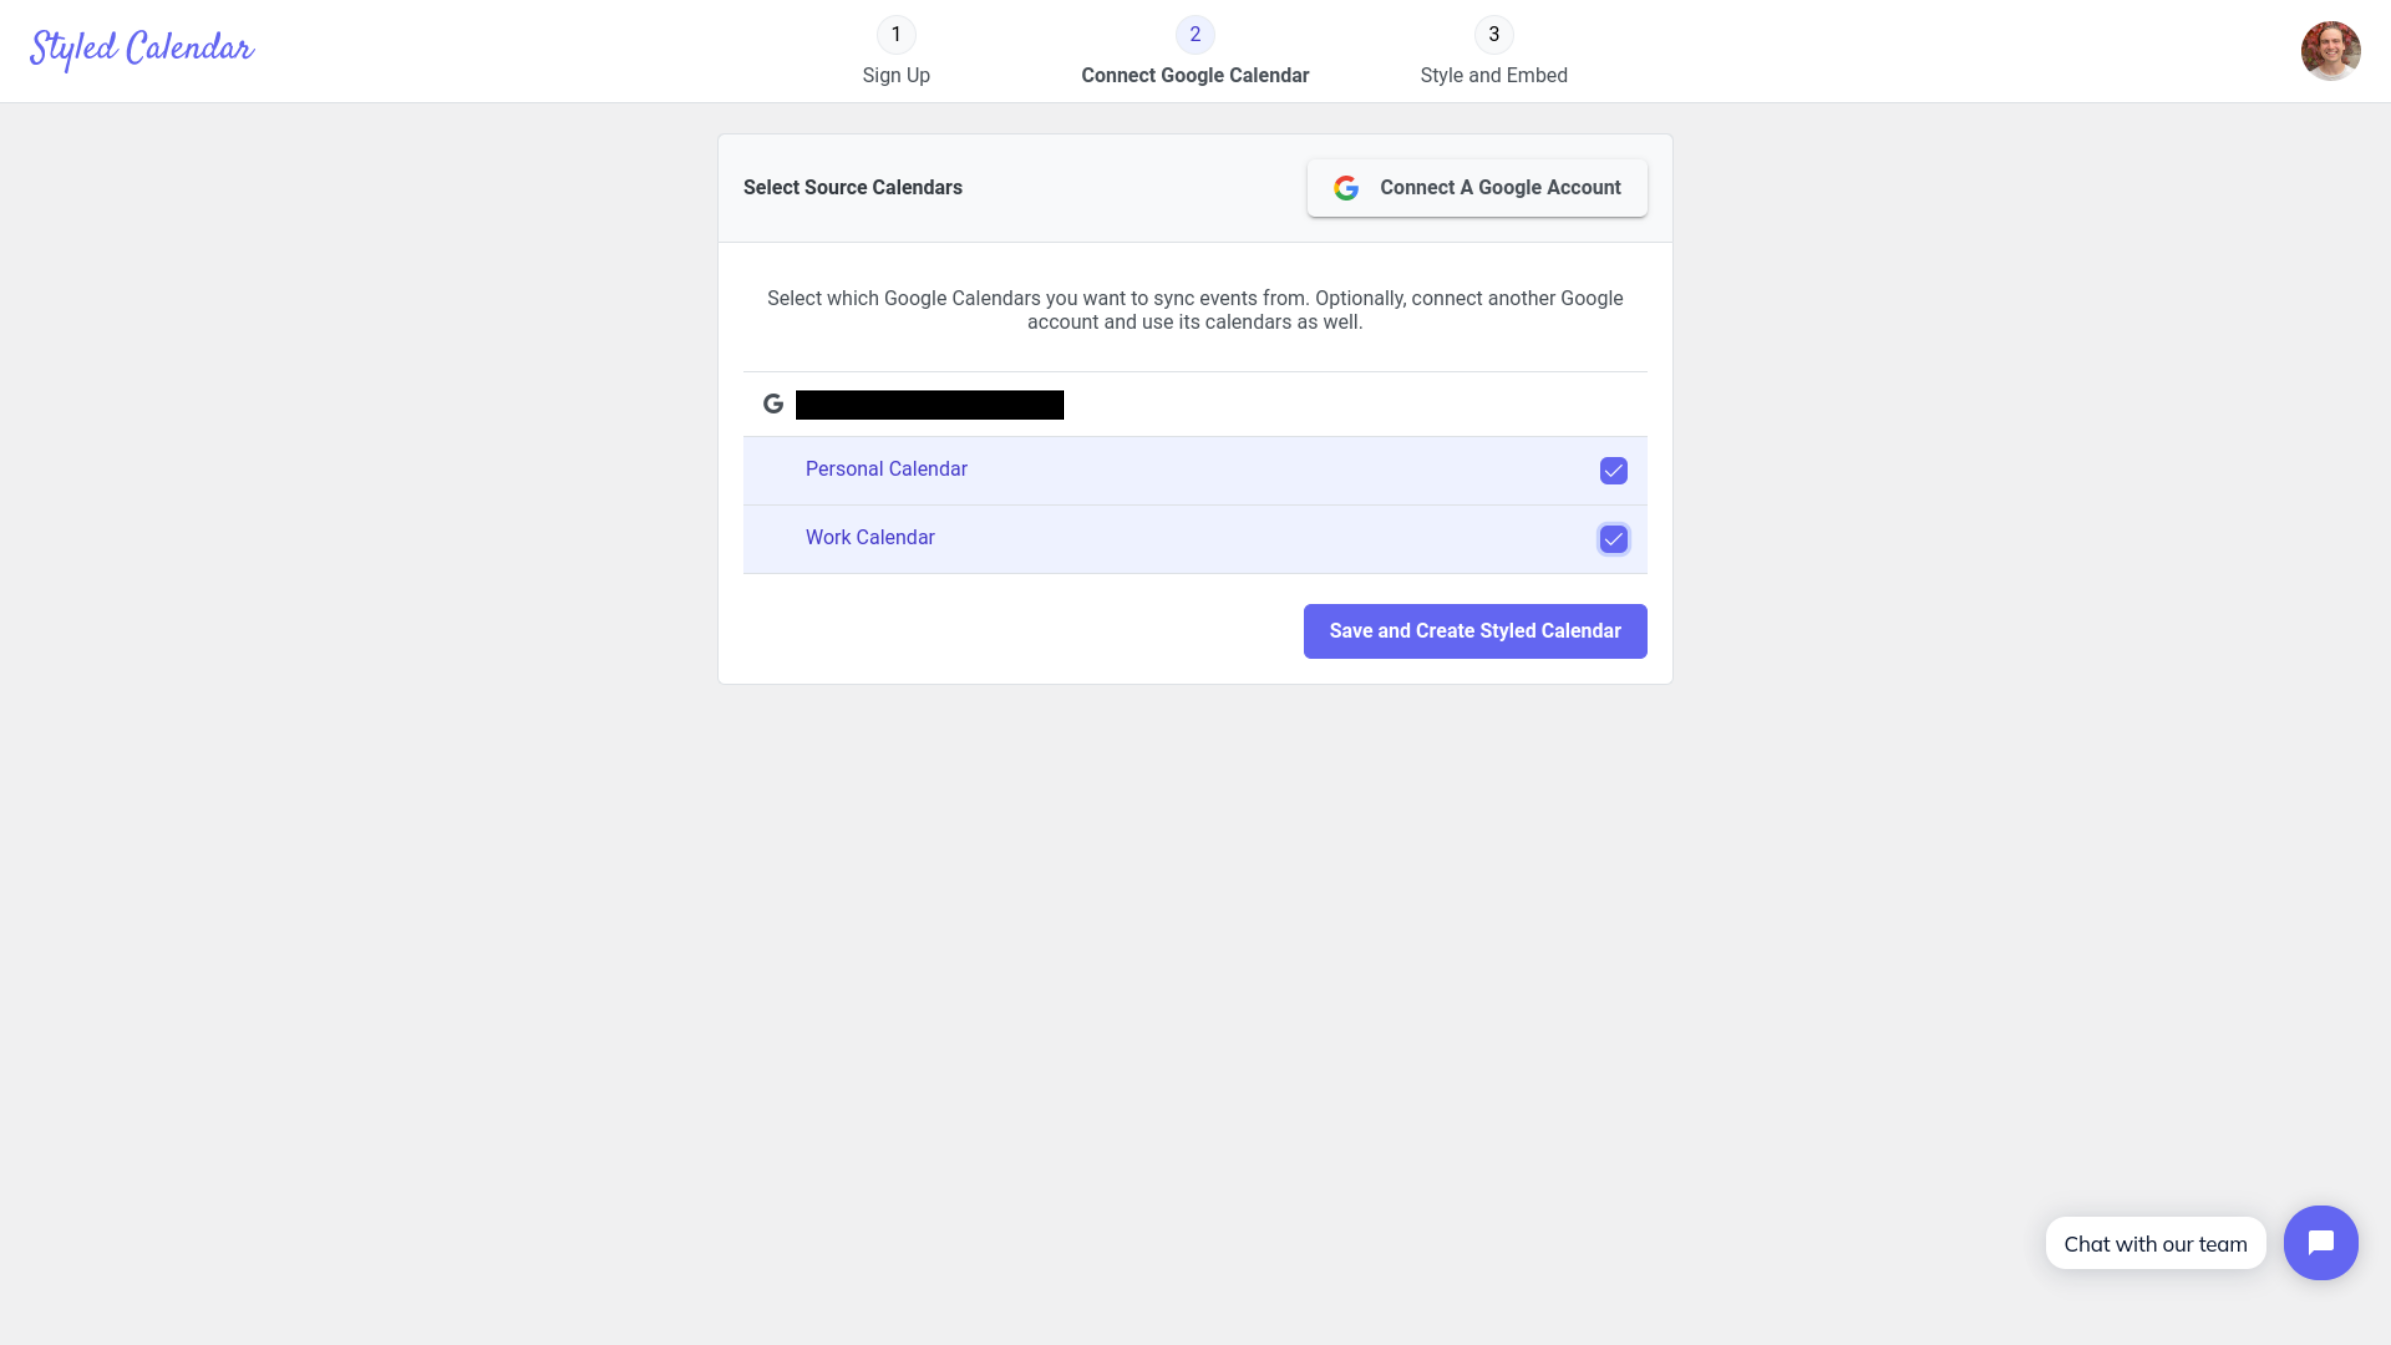 Styled Calendar
1
Sign Up
2
Connect Google Calendar
3
Style and Embed
Select Source Calendars
Connect A Google Account
Select which Google Calendars you want to sync events from. Optionally, connect another Google
account and use its calendars as well.
Personal Calendar
Work Calendar
Save and Create Styled Calendar
Chat with our team